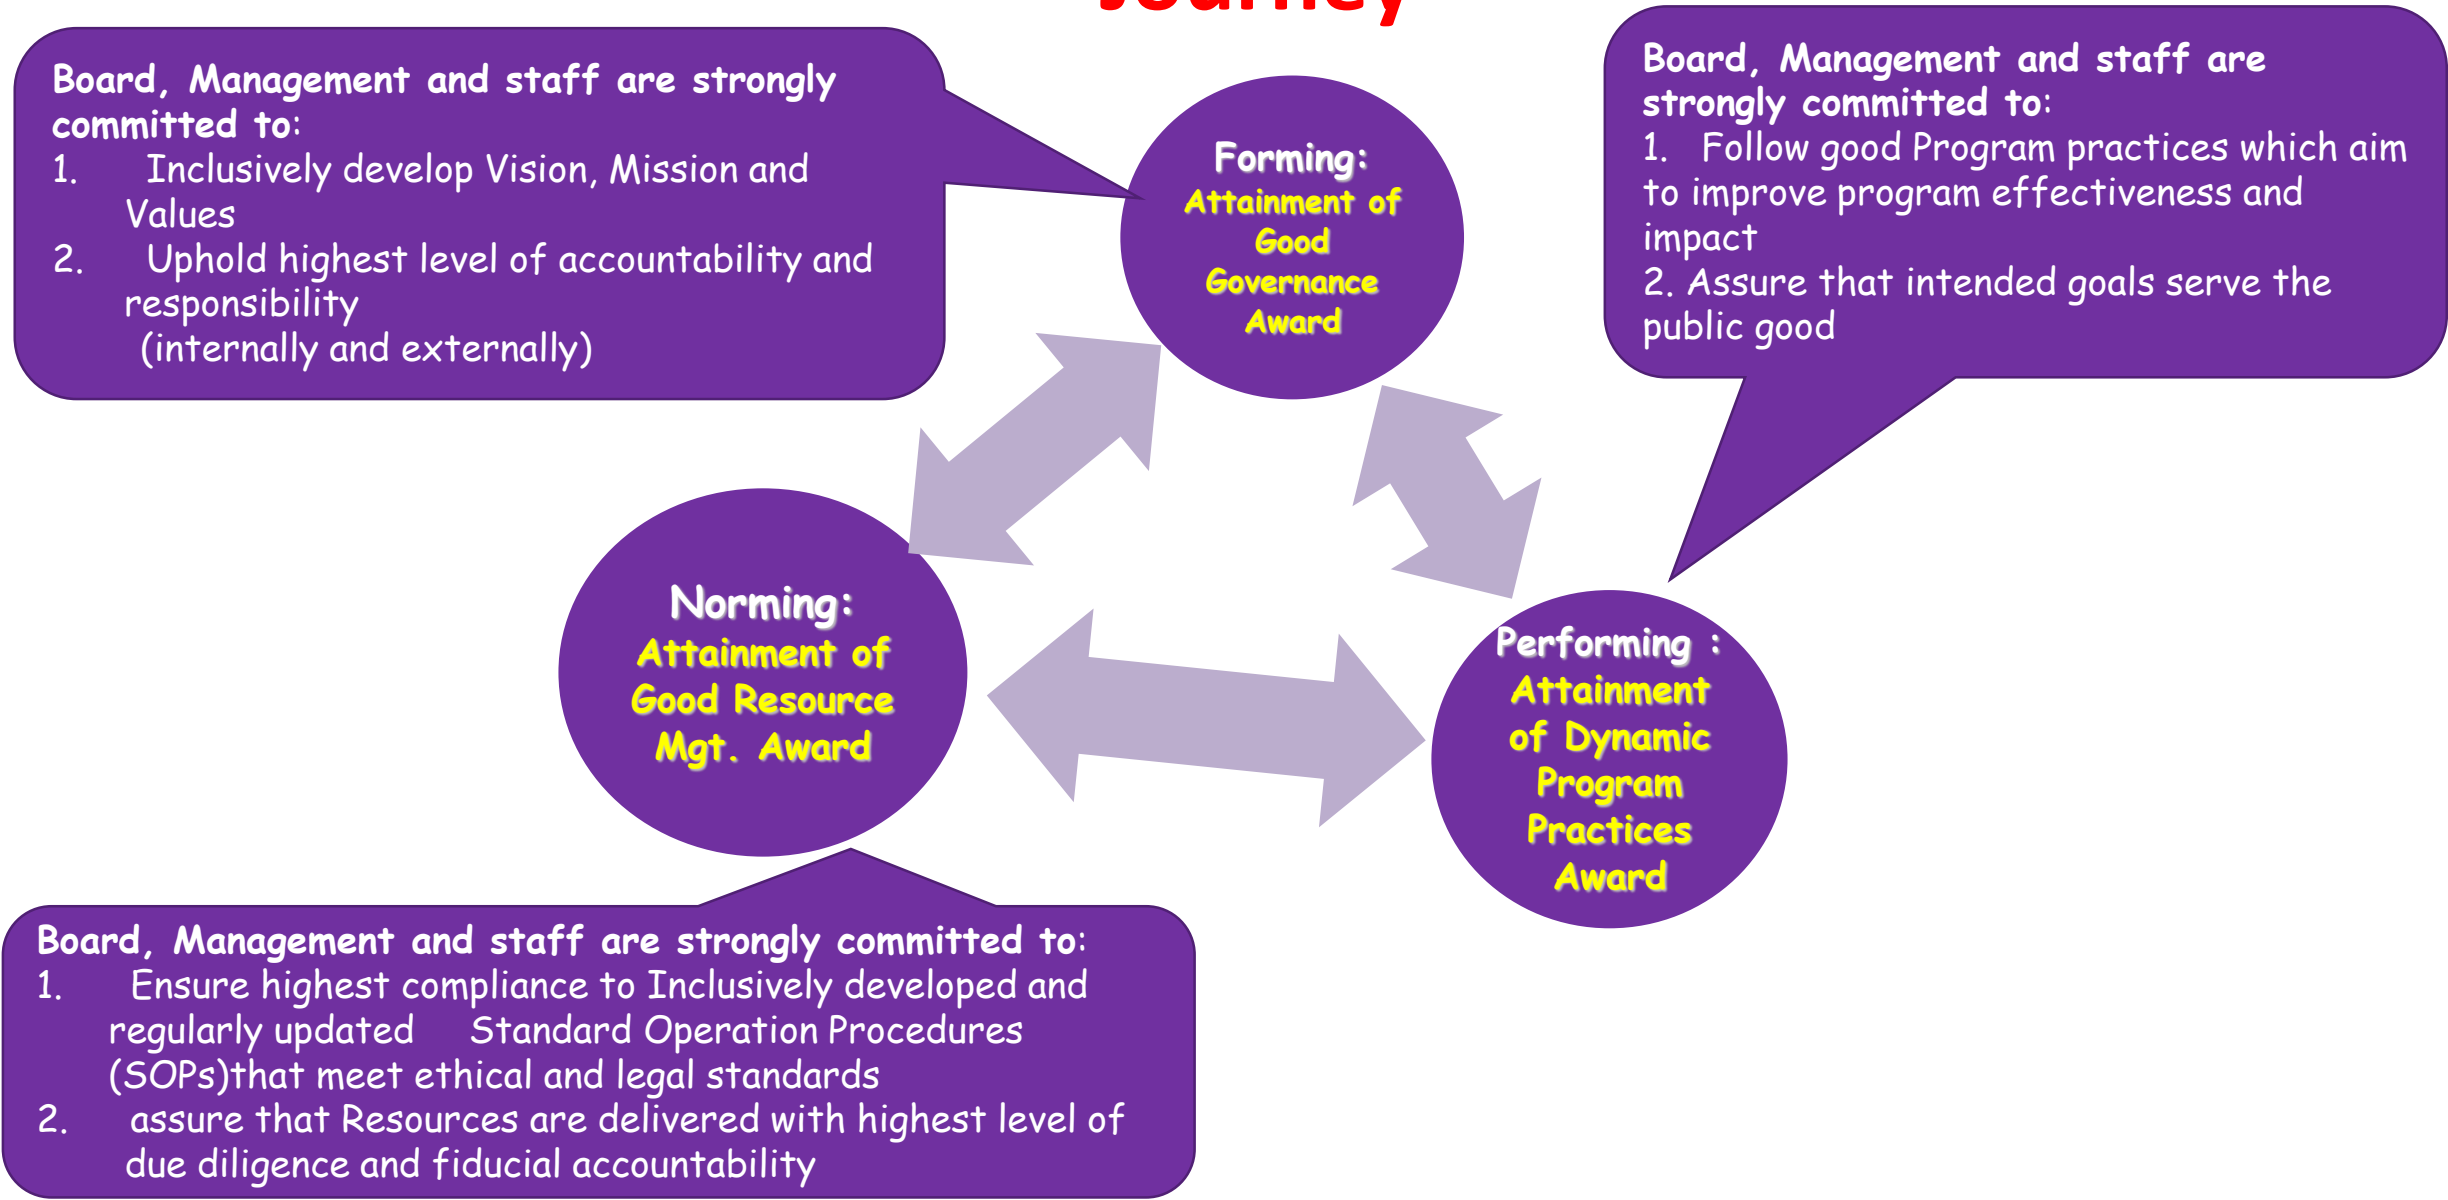 Journey
Board, Management and staff are strongly
committed to:
1. Inclusively develop Vision, Mission and
Values
2. Uphold highest level of accountability and
responsibility
(internally and externally)
Forming:
Attainment of
Good
Governance
Award
Board, Management and staff are
strongly committed to:
1. Follow good Program practices which aim
to improve program effectiveness and
impact
2. Assure that intended goals serve the
public good
Norming:
Attainment of
Good Resource
Mgt. Award
Performing :
Attainment
of Dynamic
Program
Practices
Award
Board, Management and staff are strongly committed to:
1. Ensure highest compliance to Inclusively developed and
regularly updated Standard Operation Procedures
(SOPs)that meet ethical and legal standards
2. assure that Resources are delivered with highest level of
due diligence and fiducial accountability